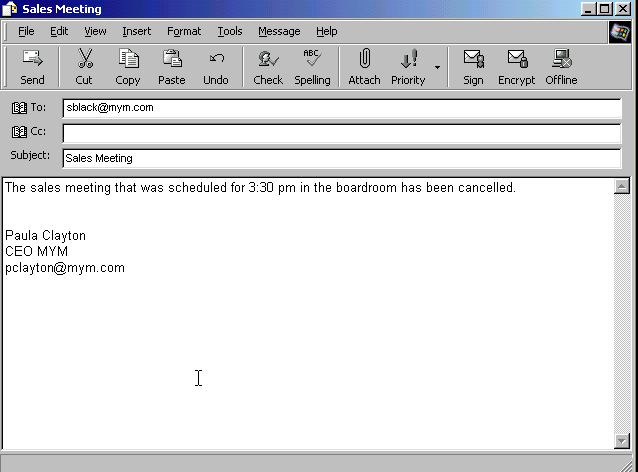 Sales Meeting
File Edit View Insert Format Tools Message Help
ABC
Send Cut Copy Paste Undo Check Spelling Attach Priority Sign Encrypt Offline
To: sblack@mym.com
Cc:
Subject: Sales Meeting
The sales meeting that was scheduled for 3:30 pm in the boardroom has been cancelled.
Paula Clayton
CEO MYM
pclayton@mym.com